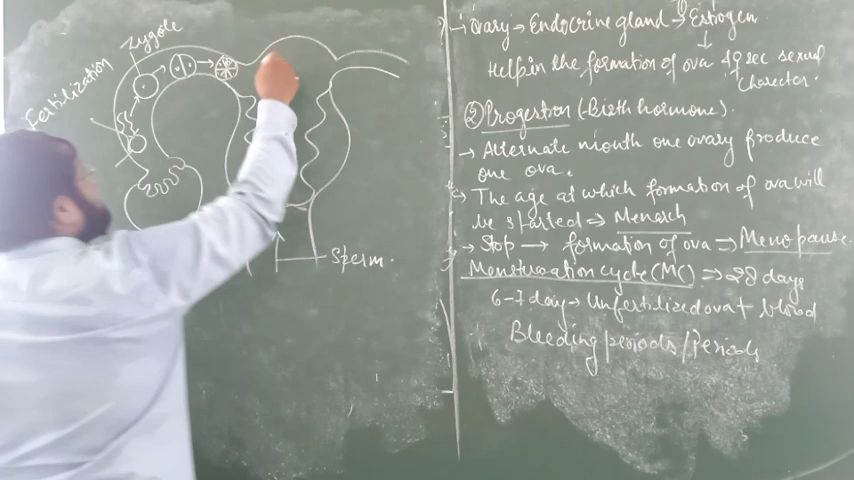 Zygote
Fertilization
Sperm.
→ Ovary → Endocrine gland → Estrogen
Help in the formation of ova & sec sexual
character.
② Progestron (-Birth hormone).
→ Alternate month one ovary produce
one ova.
→ The age at which formation of ova will
be started ⇒ Menarch
→ Stop → formation of ova ⇒ Menopause.
Menstruation cycle (MC) ⇒ 28 days
6-7 day → Unfertilized ova + blood
Bleeding periods/Periods